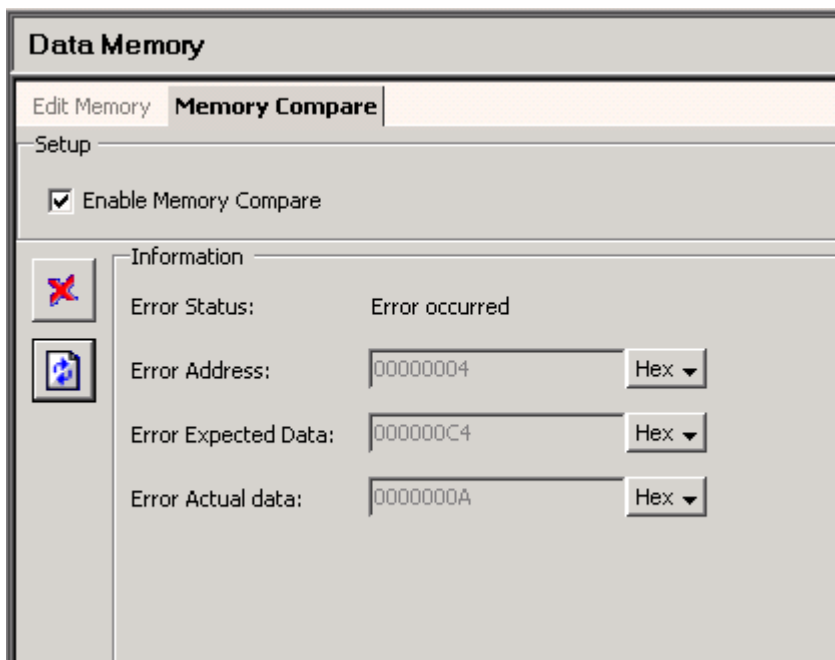 Data Memory
Edit Memory Memory Compare
Setup
Enable Memory Compare
Information
Error Status: Error occurred
Error Address: 00000004 Hex
Error Expected Data: 000000C4 Hex
Error Actual data: 0000000A Hex